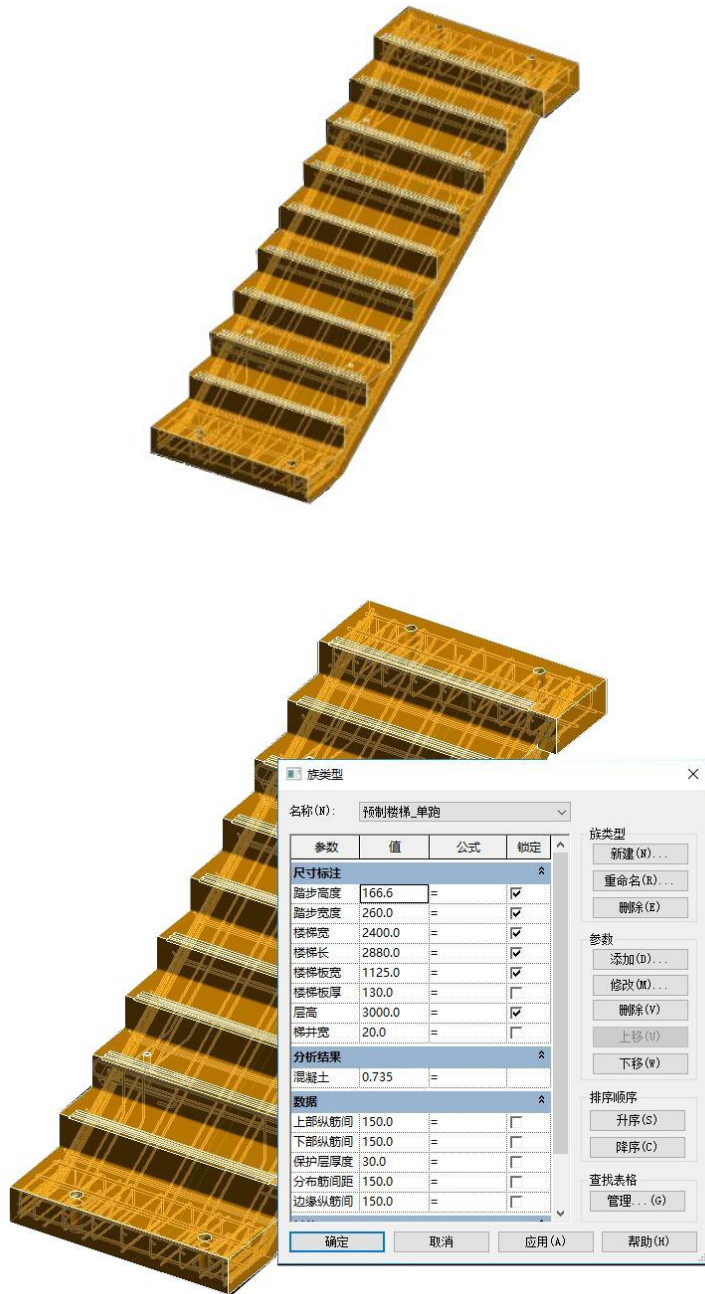 族类型
名称(N): 预制楼梯_单跑
参数 值 公式 锁定
尺寸标注
踏步高度 166.6 =
踏步宽度 260.0 =
楼梯宽 2400.0 =
楼梯长 2880.0 =
楼梯板宽 1125.0 =
楼梯板厚 130.0 =
层高 3000.0 =
梯井宽 20.0 =
分析结果
混凝土 0.735 =
数据
上部纵筋间 150.0 =
下部纵筋间 150.0 =
保护层厚度 30.0 =
分布筋间距 150.0 =
边缘纵筋间 150.0 =
族类型
新建(N)...
重命名(R)...
删除(E)
参数
添加(D)...
修改(M)...
删除(V)
上移(U)
下移(W)
排序顺序
升序(S)
降序(C)
查找表格
管理...(G)
确定 取消 应用(A) 帮助(H)